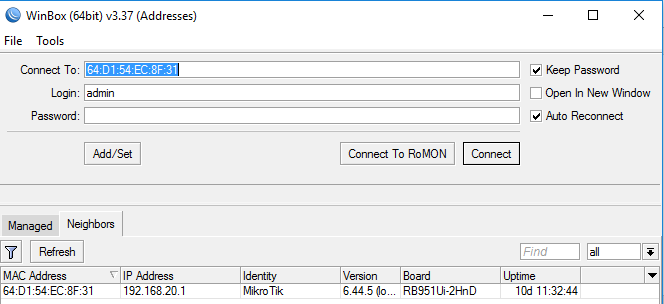 WinBox (64bit) v3.37 (Addresses)
File Tools
Connect To: 64:D1:54:EC:8F:31 Keep Password
Login: admin Open In New Window
Password: Auto Reconnect
Add/Set Connect To RoMON Connect
Managed Neighbors
Refresh Find all
MAC Address IP Address Identity Version Board Uptime
64:D1:54:EC:8F:31 192.168.20.1 MikroTik 6.44.5 (lo... RB951Ui-2HnD 10d 11:32:44